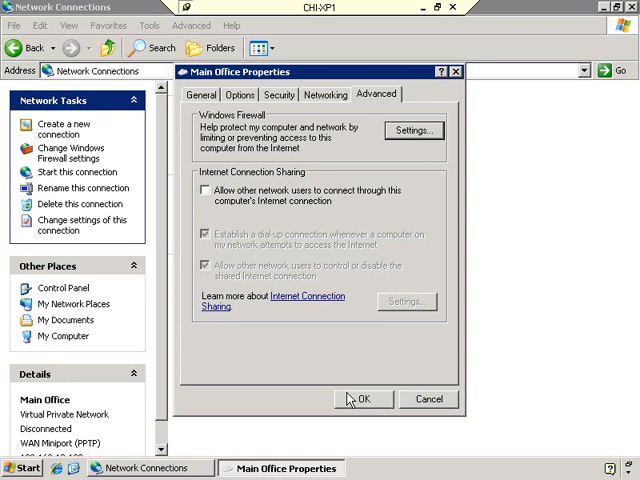 Network Connections
CHI-XP1
File Edit View Favorites Tools Advanced Help
Back Search Folders
Address Network Connections Go
Network Tasks
Create a new
connection
Change Windows
Firewall settings
Start this connection
Rename this connection
Delete this connection
Change settings of this
connection
Other Places
Control Panel
My Network Places
My Documents
My Computer
Details
Main Office
Virtual Private Network
Disconnected
WAN Miniport (PPTP)
Main Office Properties
General Options Security Networking Advanced
Windows Firewall
Help protect my computer and network by
limiting or preventing access to this
computer from the Internet
Settings...
Internet Connection Sharing
Allow other network users to connect through this
computer's Internet connection
Establish a dial-up connection whenever a computer on
my network attempts to access the Internet
Allow other network users to control or disable the
shared Internet connection
Learn more about Internet Connection
Sharing.
Settings...
OK Cancel
Start Network Connections Main Office Properties